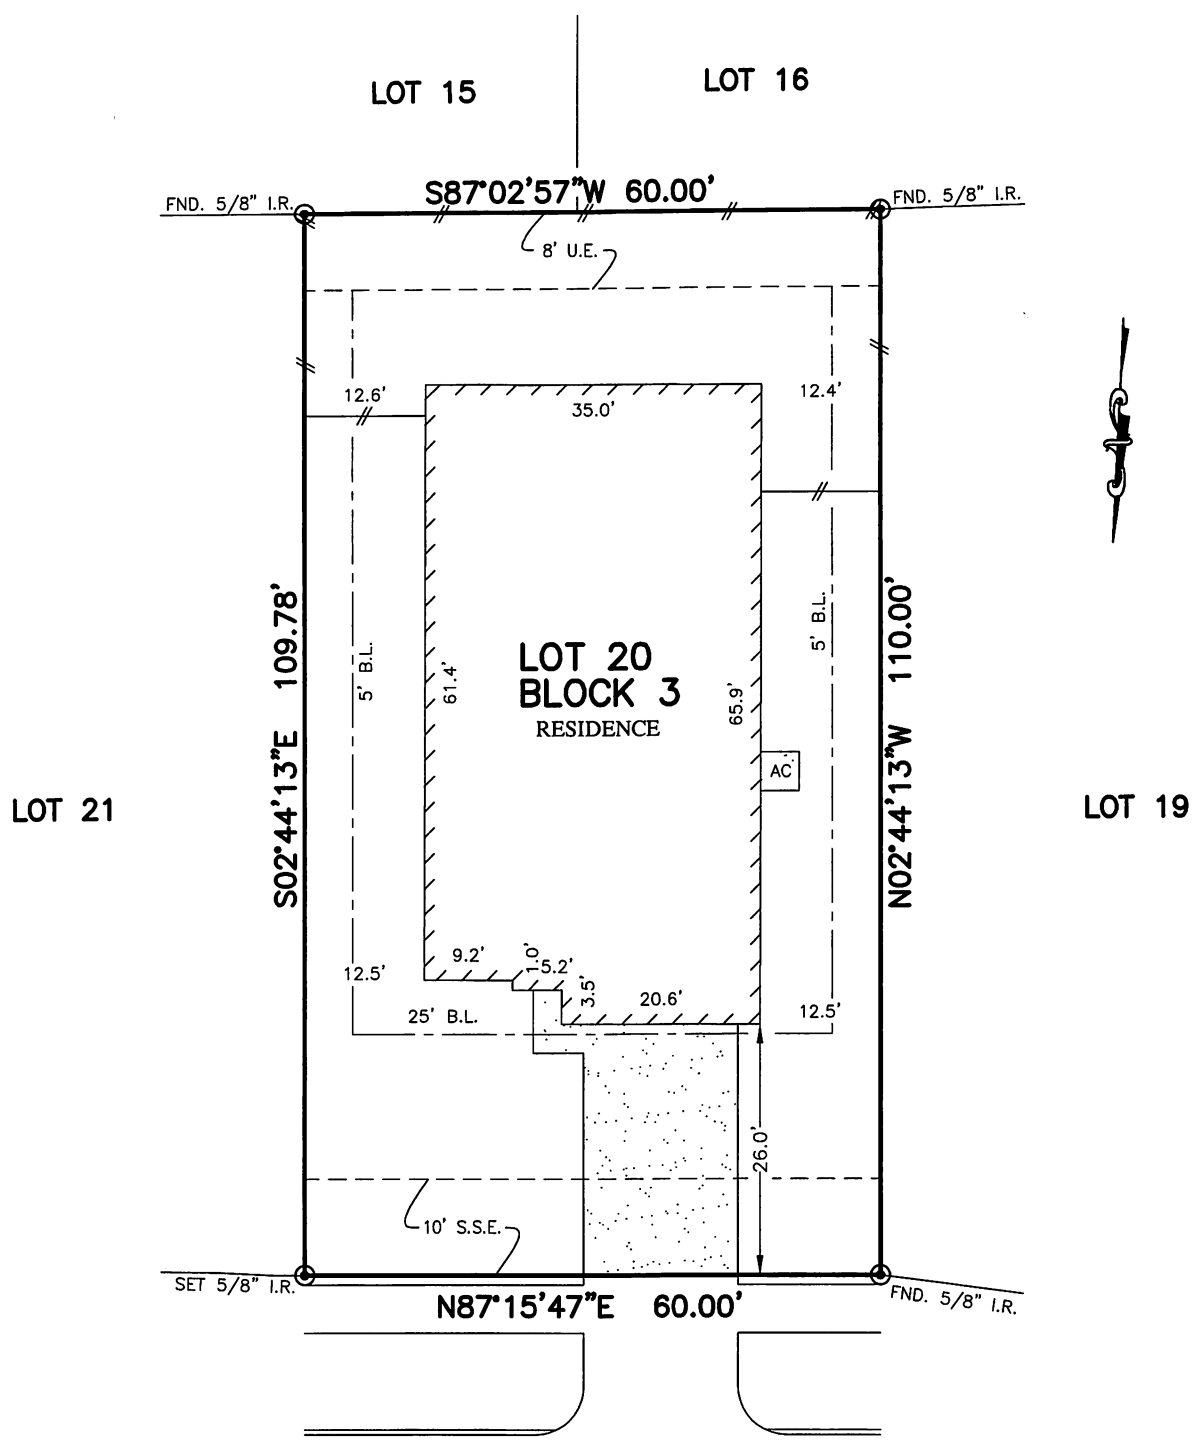 LOT 15
LOT 16
S87°02'57"W 60.00'
FND. 5/8" I.R.
FND. 5/8" I.R.
8' U.E.
12.6'
35.0'
12.4'
S02°44'13"E 109.78'
5' B.L.
61.4'
LOT 20
BLOCK 3
RESIDENCE
65.9'
5' B.L.
N02°44'13"W 110.00'
AC
LOT 21
LOT 19
12.5'
9.2'
1.0'
5.2'
3.5'
20.6'
12.5'
25' B.L.
26.0'
10' S.S.E.
SET 5/8" I.R.
FND. 5/8" I.R.
N87°15'47"E 60.00'